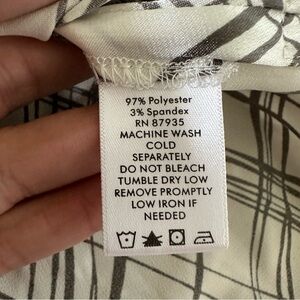 97% Polyester
3% Spandex
RN 87935
MACHINE WASH
COLD
SEPARATELY
DO NOT BLEACH
TUMBLE DRY LOW
REMOVE PROMPTLY
LOW IRON IF
NEEDED